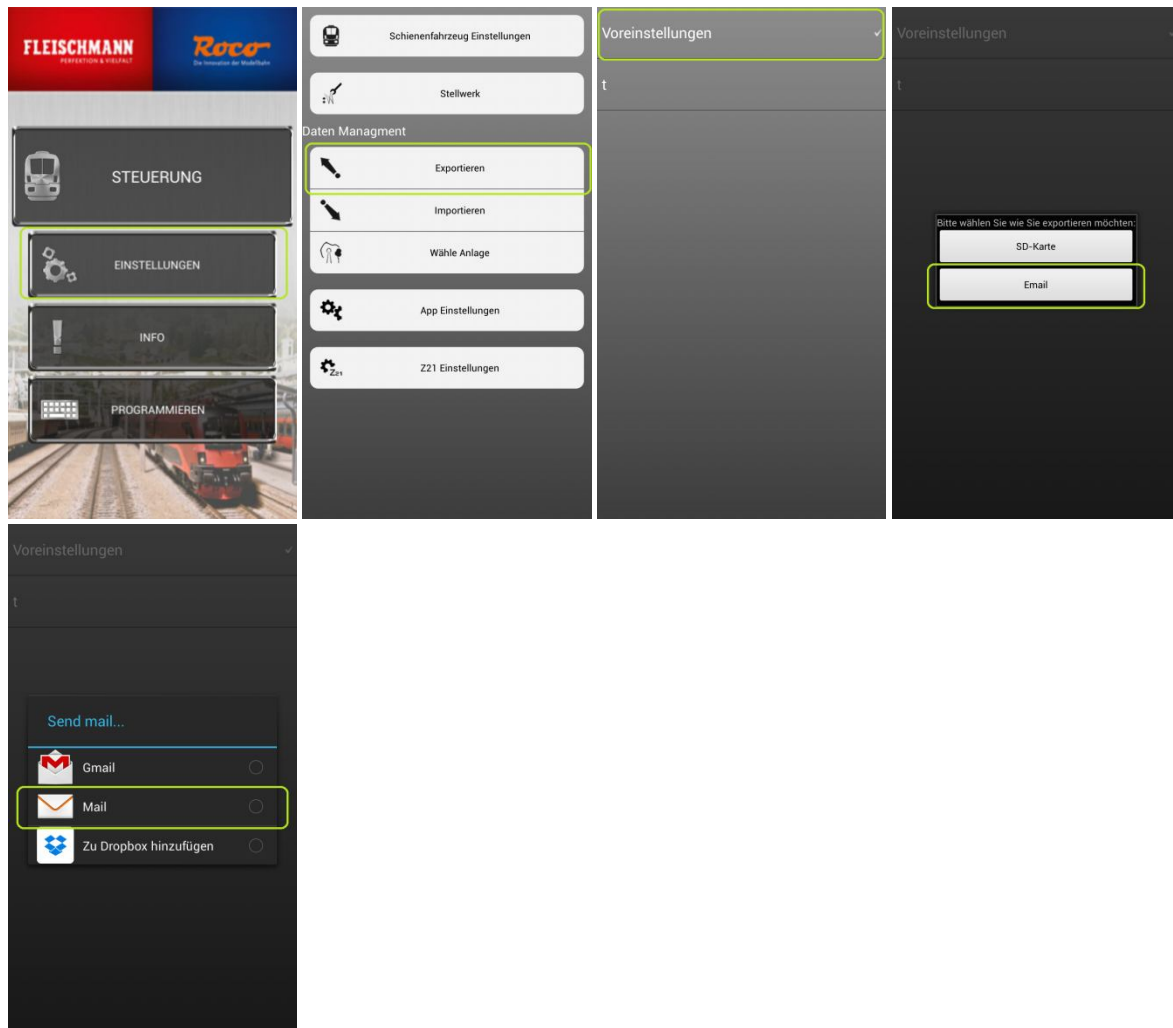 FLEISCHMANN
PERFEKTION & VIELFALT
Roco
Die Innovation der Modellbahn
STEUERUNG
EINSTELLUNGEN
INFO
PROGRAMMIEREN
Schienenfahrzeug Einstellungen
Stellwerk
Daten Managment
Exportieren
Importieren
Wähle Anlage
App Einstellungen
Z21
Z21 Einstellungen
Voreinstellungen
t
Voreinstellungen
t
Bitte wählen Sie wie Sie exportieren möchten:
SD-Karte
Email
Voreinstellungen
t
Send mail...
Gmail
Mail
Zu Dropbox hinzufügen